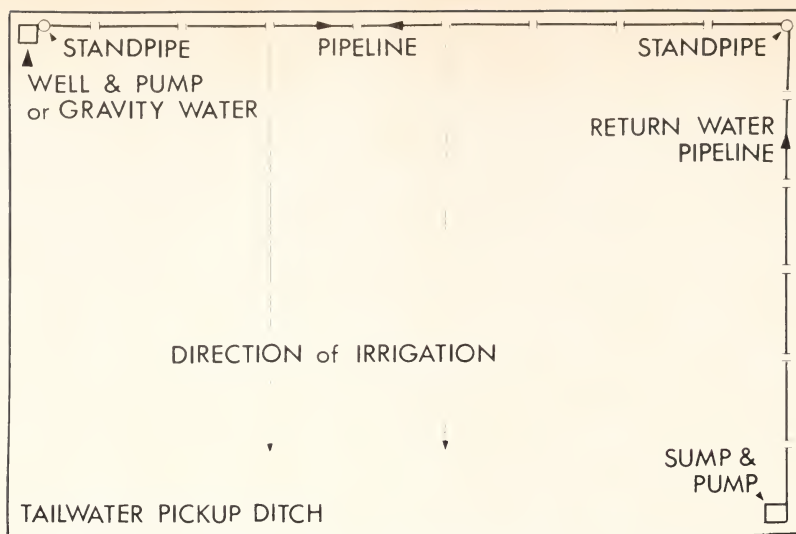 STANDPIPE
PIPELINE
STANDPIPE
WELL & PUMP
or GRAVITY WATER
RETURN WATER
PIPELINE
DIRECTION of IRRIGATION
SUMP &
PUMP
TAILWATER PICKUP DITCH